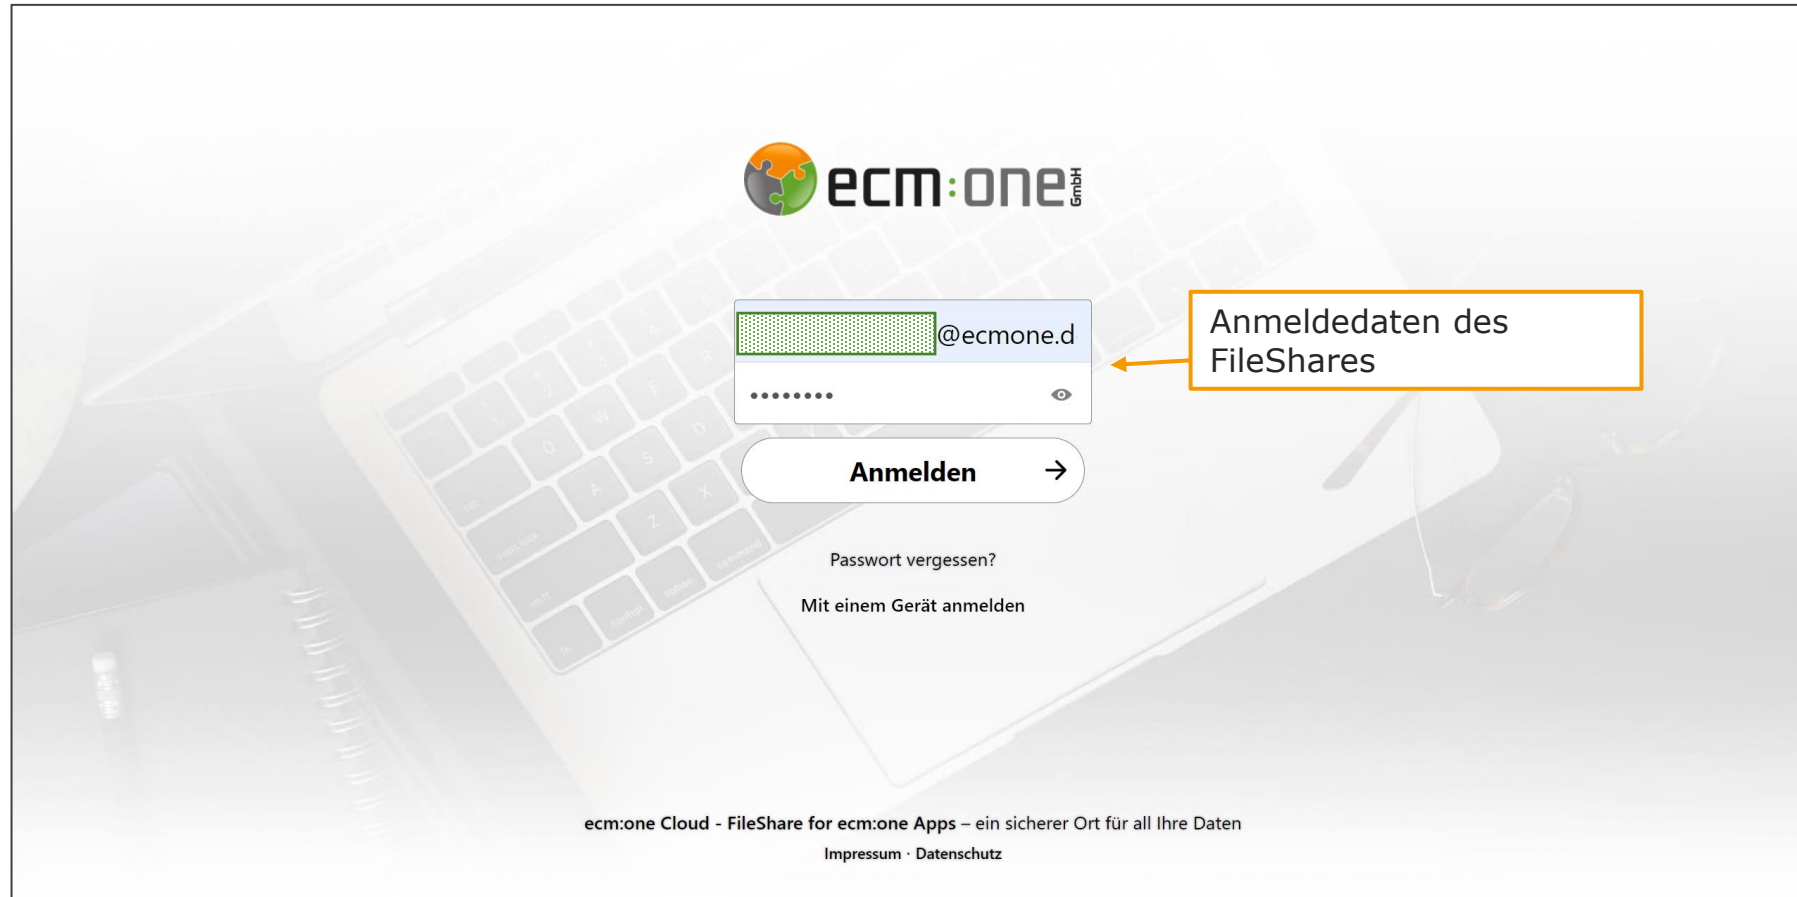 ecm:one GmbH
@ecmone.d
Anmeldedaten des
FileShares
••••••••
Anmelden →
Passwort vergessen?
Mit einem Gerät anmelden
ecm:one Cloud - FileShare for ecm:one Apps – ein sicherer Ort für all Ihre Daten
Impressum · Datenschutz